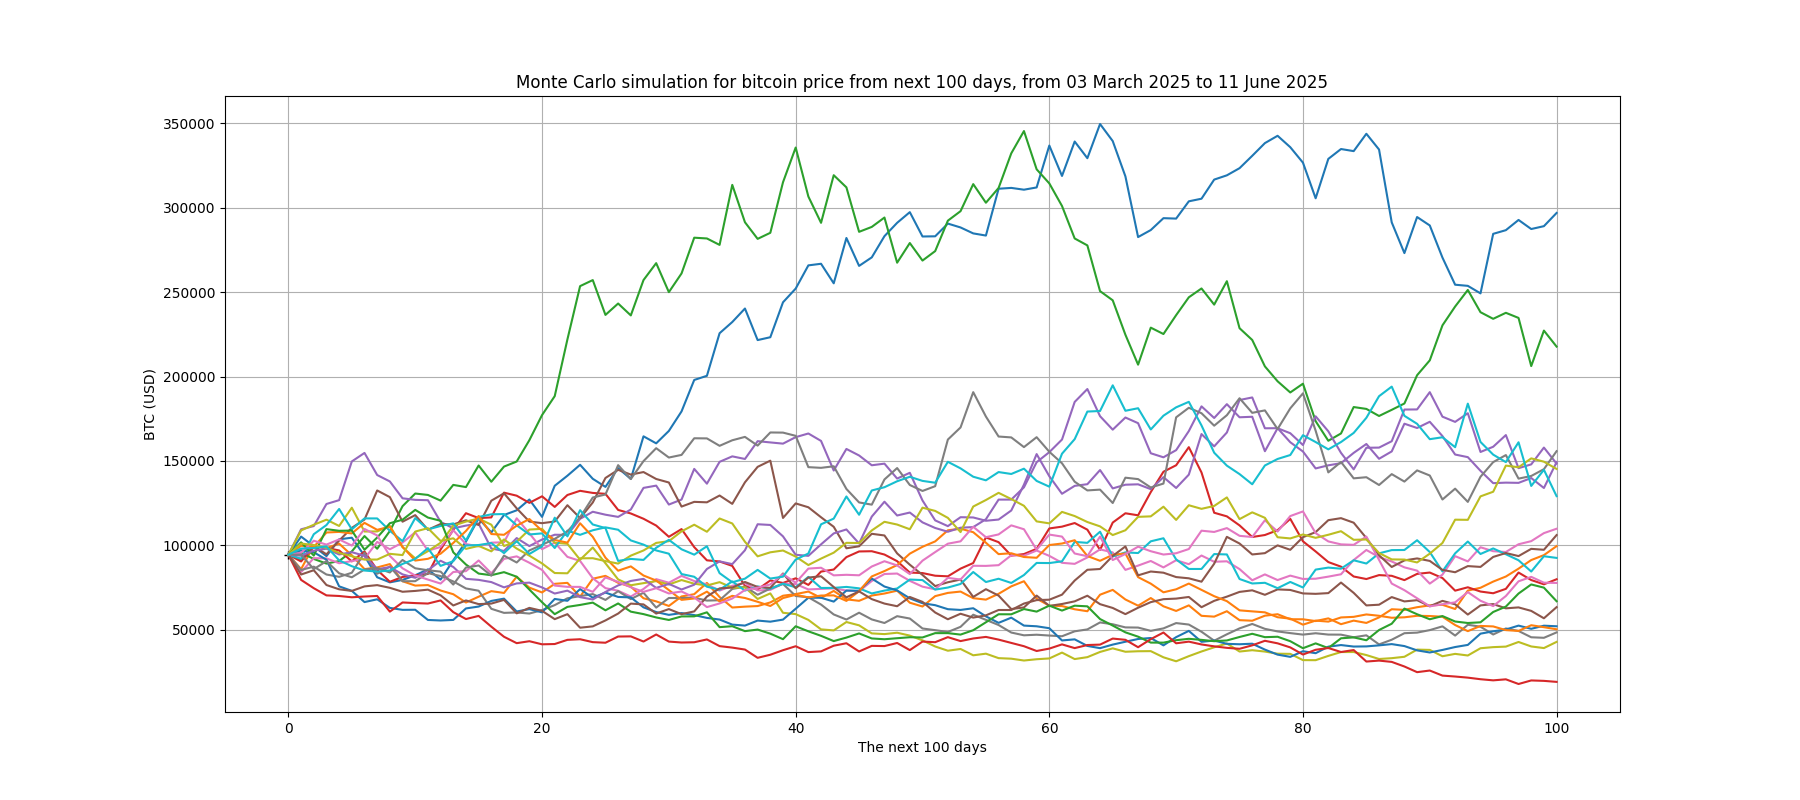 Monte Carlo simulation for bitcoin price from next 100 days, from 03 March 2025 to 11 June 2025
350000
300000
250000
200000
150000
100000
50000
BTC (USD)
0 20 40 60 80 100
The next 100 days